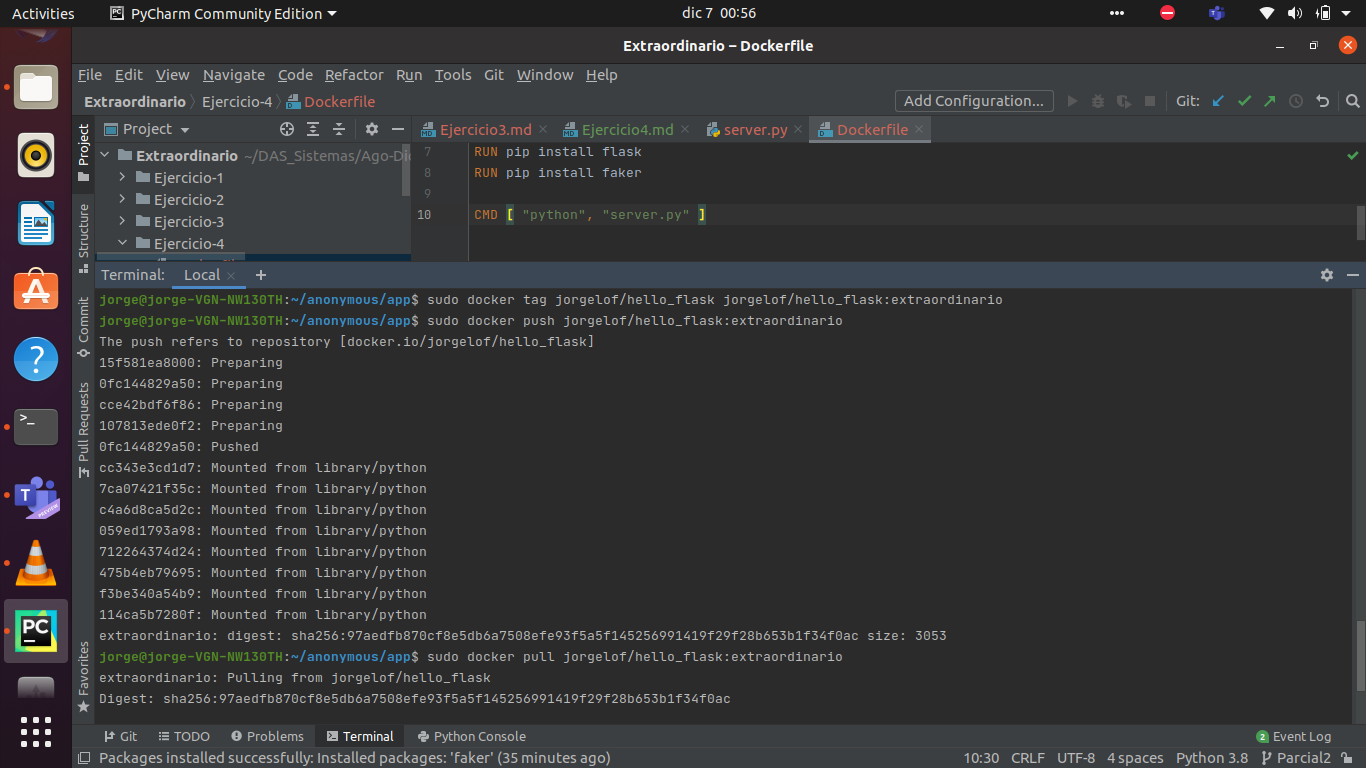 Activities PyCharm Community Edition dic 7 00:56
Extraordinario – Dockerfile
File Edit View Navigate Code Refactor Run Tools Git Window Help
Extraordinario Ejercicio-4 Dockerfile Add Configuration... Git:
Project Ejercicio3.md Ejercicio4.md server.py Dockerfile
Extraordinario ~/DAS_Sistemas/Ago-Di
Ejercicio-1
Ejercicio-2
Ejercicio-3
Ejercicio-4
7 RUN pip install flask
8 RUN pip install faker
9
10 CMD [ "python", "server.py" ]
Project
Structure
Commit
Pull Requests
Favorites
Terminal: Local
jorge@jorge-VGN-NW130TH:~/anonymous/app$ sudo docker tag jorgelof/hello_flask jorgelof/hello_flask:extraordinario
jorge@jorge-VGN-NW130TH:~/anonymous/app$ sudo docker push jorgelof/hello_flask:extraordinario
The push refers to repository [docker.io/jorgelof/hello_flask]
15f581ea8000: Preparing
0fc144829a50: Preparing
cce42bdf6f86: Preparing
107813ede0f2: Preparing
0fc144829a50: Pushed
cc343e3cd1d7: Mounted from library/python
7ca07421f35c: Mounted from library/python
c4a6d8ca5d2c: Mounted from library/python
059ed1793a98: Mounted from library/python
712264374d24: Mounted from library/python
475b4eb79695: Mounted from library/python
f3be340a54b9: Mounted from library/python
114ca5b7280f: Mounted from library/python
extraordinario: digest: sha256:97aedfb870cf8e5db6a7508efe93f5a5f145256991419f29f28b653b1f34f0ac size: 3053
jorge@jorge-VGN-NW130TH:~/anonymous/app$ sudo docker pull jorgelof/hello_flask:extraordinario
extraordinario: Pulling from jorgelof/hello_flask
Digest: sha256:97aedfb870cf8e5db6a7508efe93f5a5f145256991419f29f28b653b1f34f0ac
Git TODO Problems Terminal Python Console 2 Event Log
Packages installed successfully: Installed packages: 'faker' (35 minutes ago) 10:30 CRLF UTF-8 4 spaces Python 3.8 Parcial2